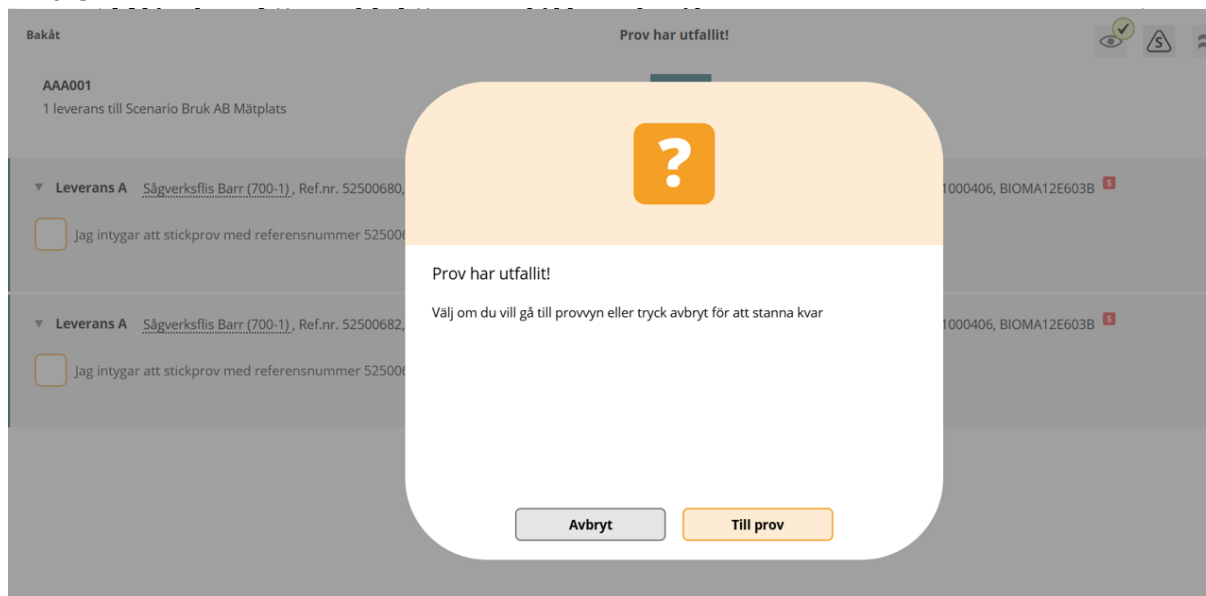 Bakåt
Prov har utfallit!
S
AAA001
1 leverans till Scenario Bruk AB Mätplats
?
Leverans A Sågverksflis Barr (700-1), Ref.nr. 52500680, 1000406, BIOMA12E603B S
Jag intygar att stickprov med referensnummer 52500
Prov har utfallit!
Välj om du vill gå till provvyn eller tryck avbryt för att stanna kvar
Leverans A Sågverksflis Barr (700-1), Ref.nr. 52500682, 1000406, BIOMA12E603B S
Jag intygar att stickprov med referensnummer 52500
Avbryt
Till prov